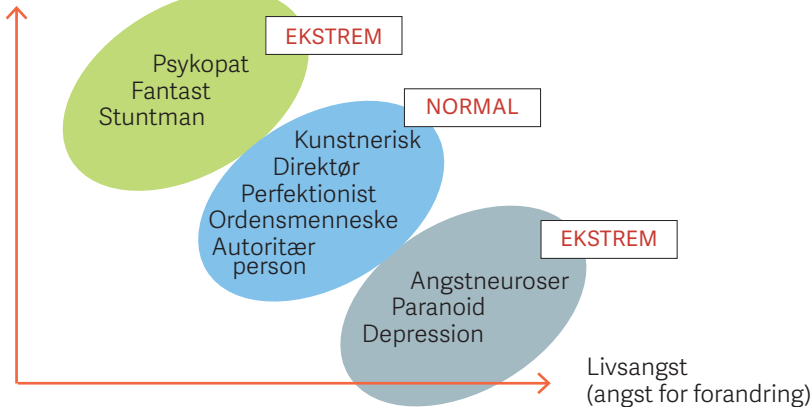 EKSTREM
Psykopat
Fantast
Stuntman
NORMAL
Kunstnerisk
Direktør
Perfektionist
Ordensmenneske
Autoritær
person
EKSTREM
Angstneuroser
Paranoid
Depression
Livsangst
(angst for forandring)